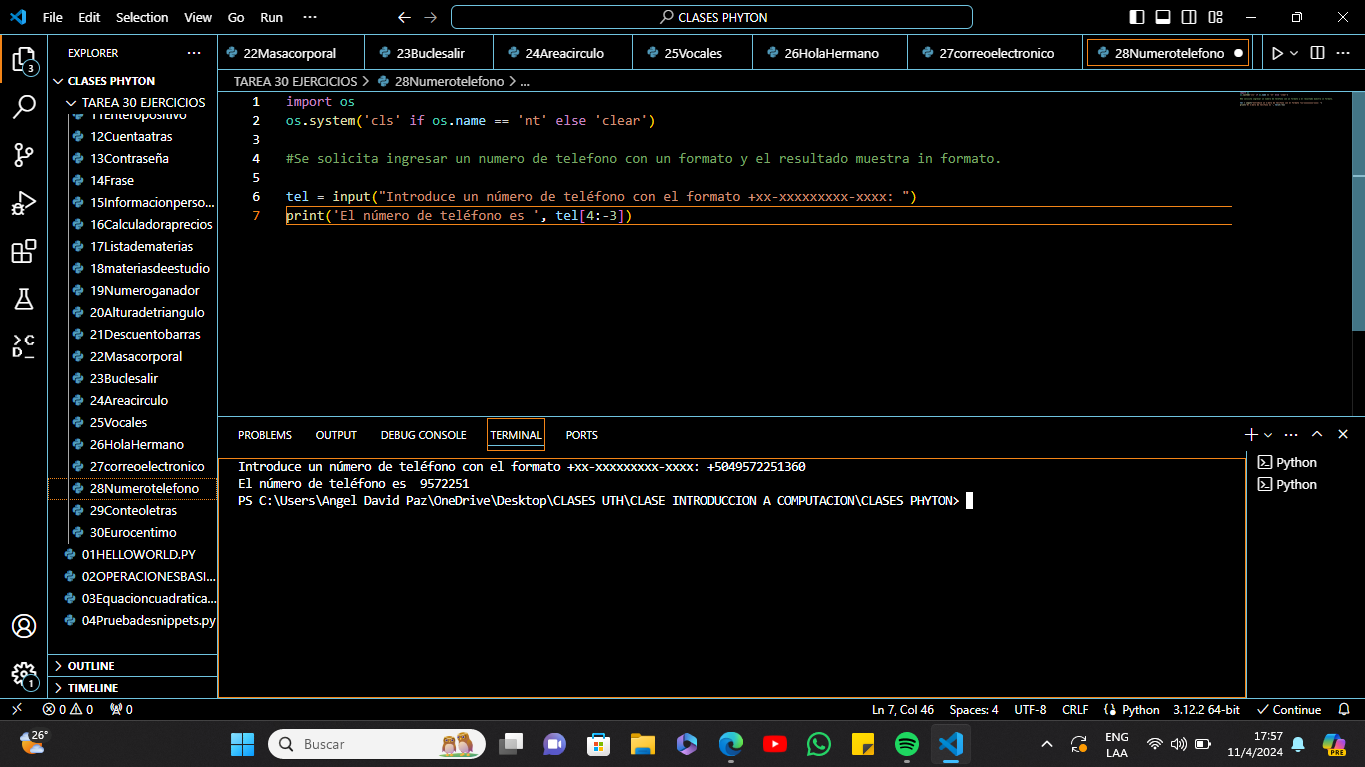 File Edit Selection View Go Run ··· CLASES PHYTON
EXPLORER ···
CLASES PHYTON
TAREA 30 EJERCICIOS
11Enteropositivo
12Cuentaatras
13Contraseña
14Frase
15Informacionperso...
16Calculadoraprecios
17Listadematerias
18materiasdeestudio
19Numeroganador
20Alturadetriangulo
21Descuentobarras
22Masacorporal
23Buclesalir
24Areacirculo
25Vocales
26HolaHermano
27correoelectronico
28Numerotelefono
29Conteoletras
30Eurocentimo
01HELLOWORLD.PY
02OPERACIONESBASI...
03Equacioncuadratica...
04Pruebadesnippets.py
OUTLINE
TIMELINE
3
1
22Masacorporal 23Buclesalir 24Areacirculo 25Vocales 26HolaHermano 27correoelectronico 28Numerotelefono
TAREA 30 EJERCICIOS > 28Numerotelefono > ...
1 import os
2 os.system('cls' if os.name == 'nt' else 'clear')
3
4 #Se solicita ingresar un numero de telefono con un formato y el resultado muestra in formato.
5
6 tel = input("Introduce un número de teléfono con el formato +xx-xxxxxxxxx-xxxx: ")
7 print('El número de teléfono es ', tel[4:-3])
PROBLEMS OUTPUT DEBUG CONSOLE TERMINAL PORTS
Introduce un número de teléfono con el formato +xx-xxxxxxxxx-xxxx: +5049572251360
El número de teléfono es  9572251
PS C:\Users\Angel David Paz\OneDrive\Desktop\CLASES UTH\CLASE INTRODUCCION A COMPUTACION\CLASES PHYTON>
Python
Python
0 0 0 Ln 7, Col 46 Spaces: 4 UTF-8 CRLF Python 3.12.2 64-bit Continue
26° Buscar ENG LAA 17:57 11/4/2024 PRE